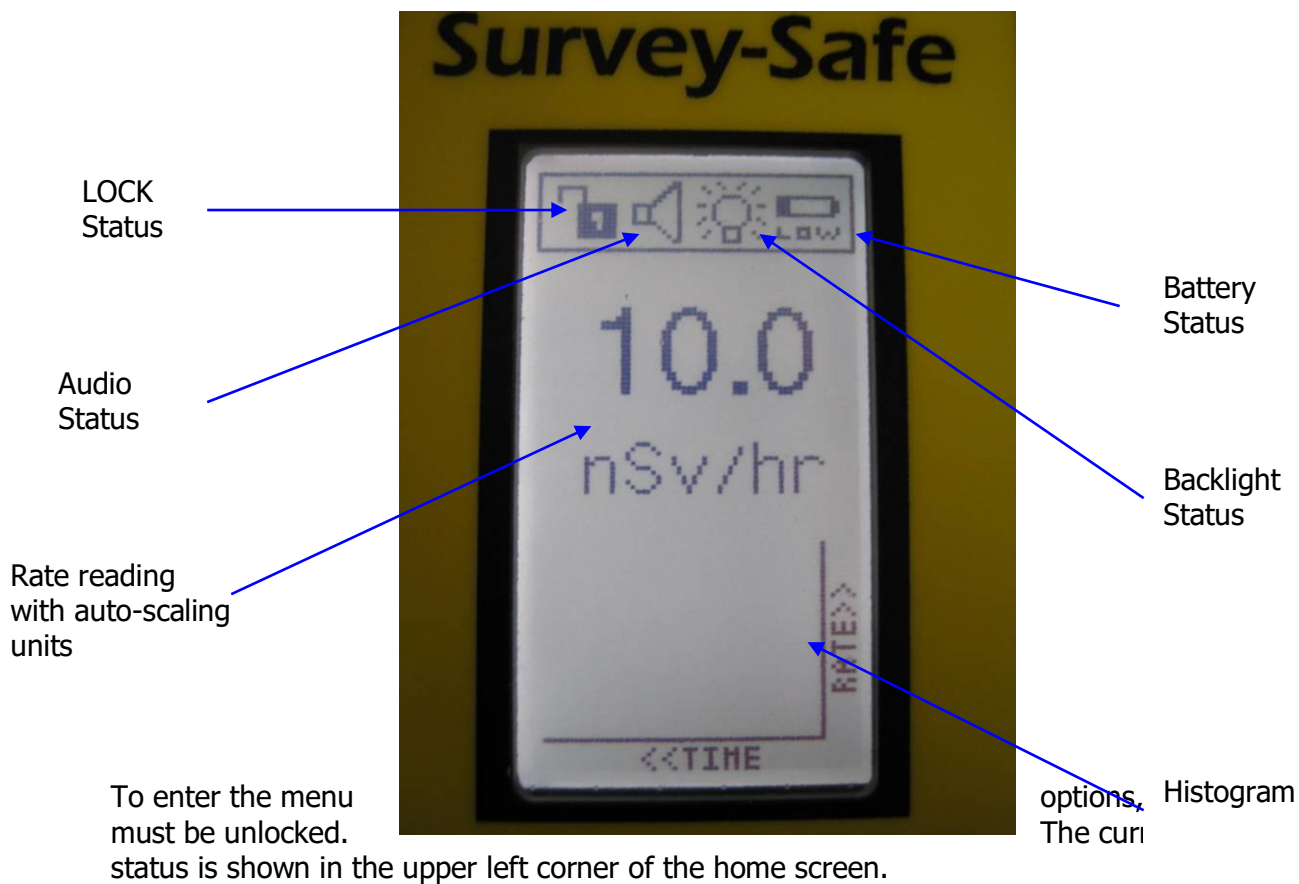 Survey-Safe
LOCK
Status
LOW
10.0
nSv/hr
Audio
Status
Battery
Status
Backlight
Status
Rate reading
with auto-scaling
units
RATE>>
<<TIME
Histogram
To enter the menu options,
must be unlocked. The
status is shown in the upper left corner of the home screen.